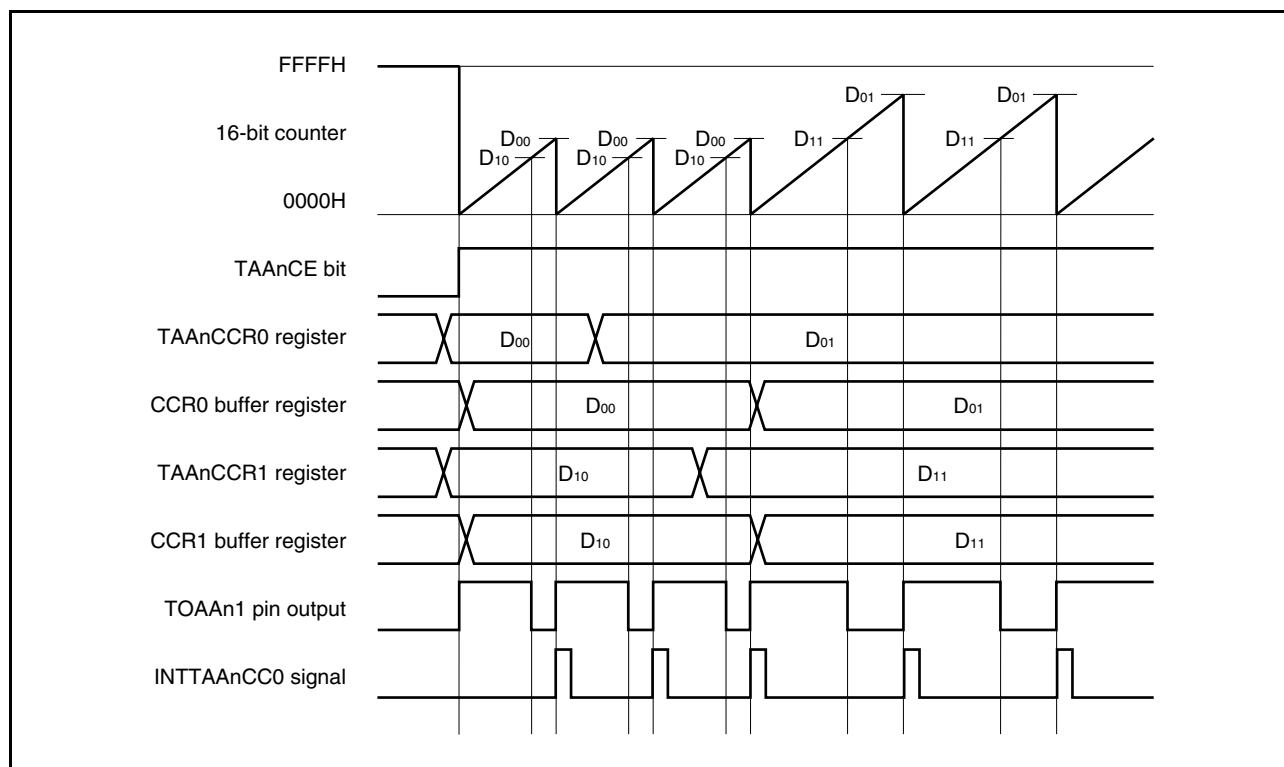 FFFFH
D01 D01
16-bit counter D00 D00 D00 D11 D11
D10 D10 D10
0000H
TAAnCE bit
TAAnCCR0 register D00 D01
CCR0 buffer register D00 D01
TAAnCCR1 register D10 D11
CCR1 buffer register D10 D11
TOAAn1 pin output
INTTAAnCC0 signal